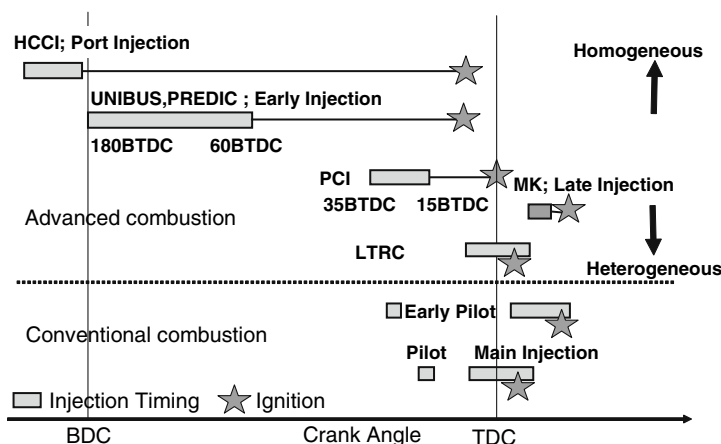 HCCI; Port Injection
Homogeneous
UNIBUS,PREDIC ; Early Injection
180BTDC 60BTDC
PCI
MK; Late Injection
35BTDC 15BTDC
Advanced combustion
LTRC
Heterogeneous
Early Pilot
Conventional combustion
Pilot Main Injection
Injection Timing Ignition
BDC Crank Angle TDC